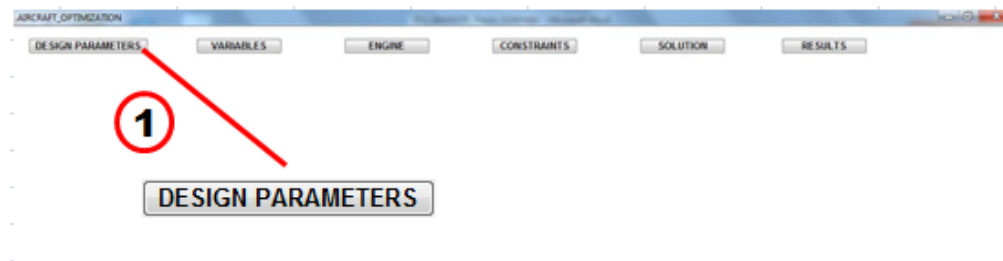 AIRCRAFT_OPTIMIZATION
DESIGN PARAMETERS VARIABLES ENGINE CONSTRAINTS SOLUTION RESULTS
1
DESIGN PARAMETERS